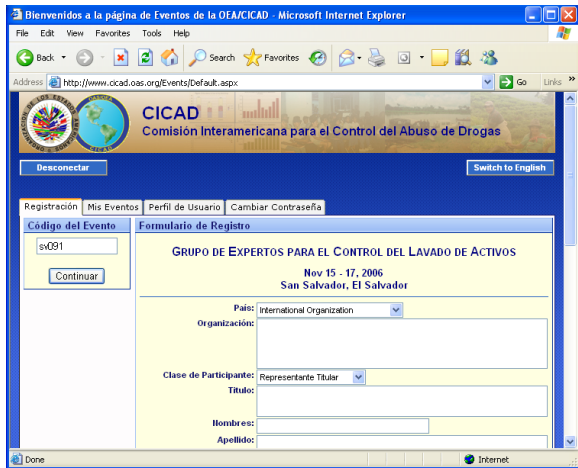 Bienvenidos a la página de Eventos de la OEA/CICAD - Microsoft Internet Explorer
File Edit View Favorites Tools Help
Back Search Favorites
Address http://www.cicad.oas.org/Events/Default.aspx Go Links »
CICAD
Comisión Interamericana para el Control del Abuso de Drogas
Desconectar Switch to English
Registración Mis Eventos Perfil de Usuario Cambiar Contraseña
Código del Evento Formulario de Registro
sv091
Continuar
GRUPO DE EXPERTOS PARA EL CONTROL DEL LAVADO DE ACTIVOS
Nov 15 - 17, 2006
San Salvador, El Salvador
País: International Organization
Organización:
Clase de Participante: Representante Titular
Titulo:
Nombres:
Apellido:
Done Internet